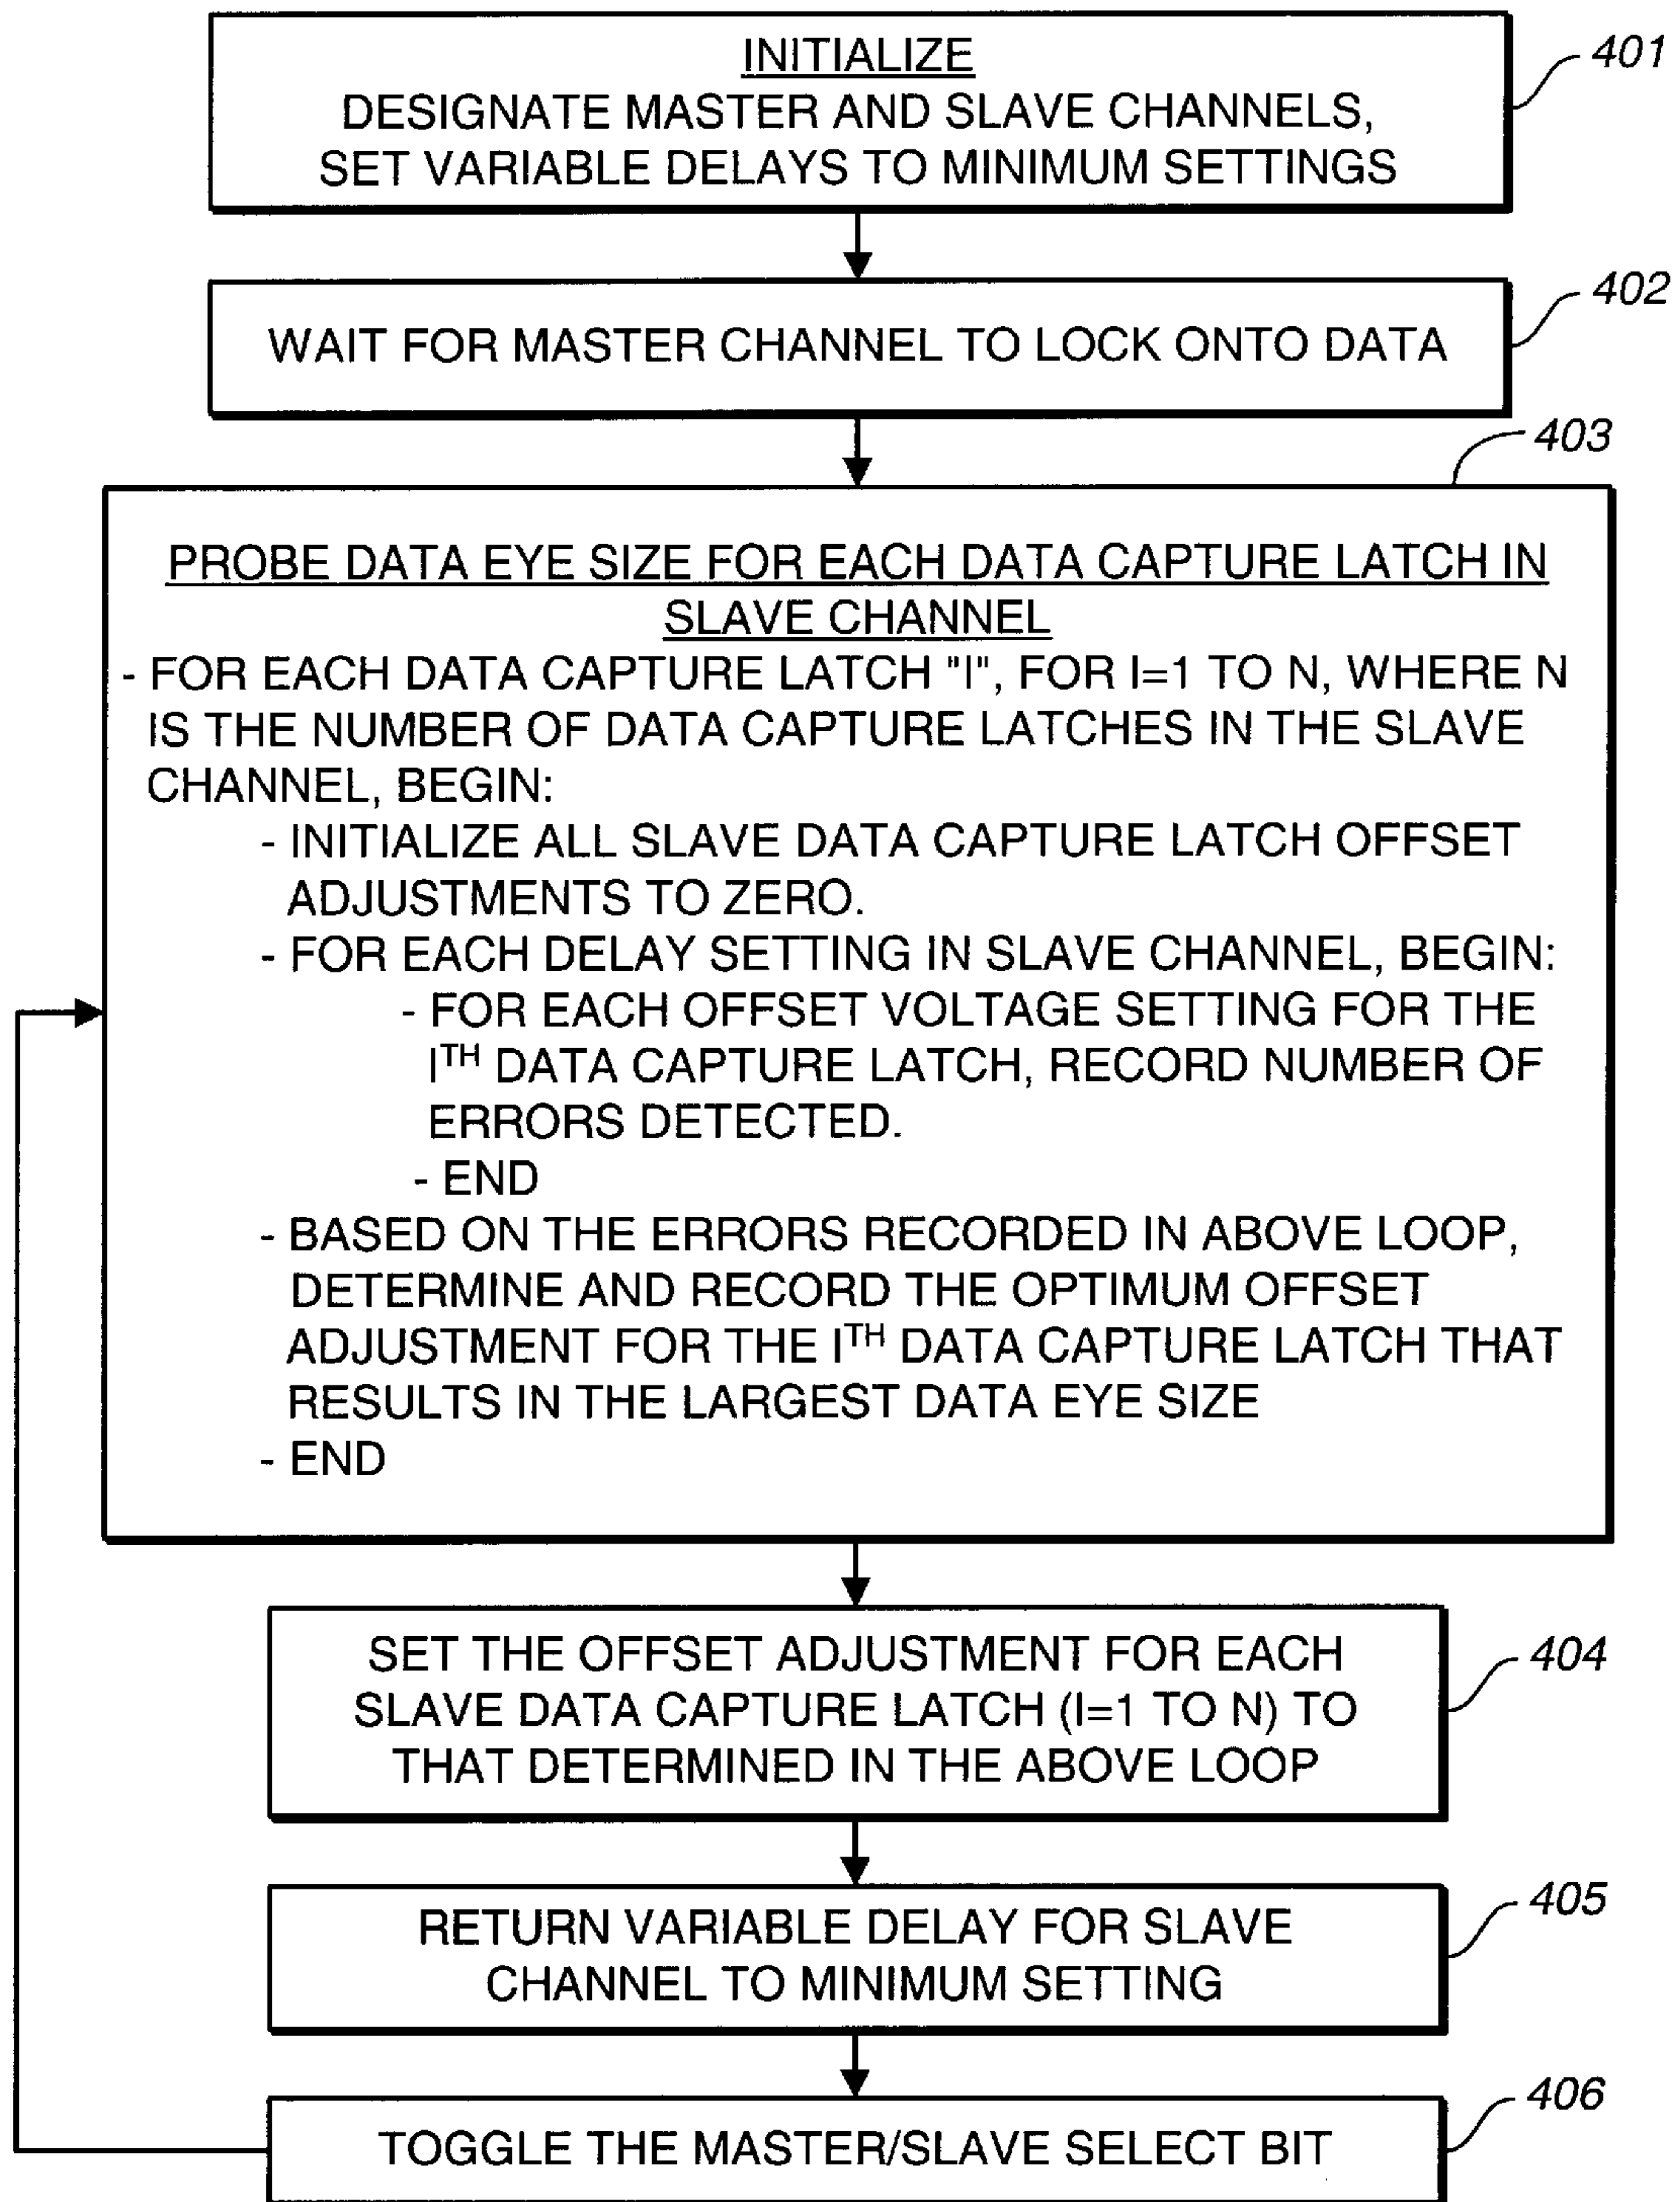 INITIALIZE
401
DESIGNATE MASTER AND SLAVE CHANNELS,
SET VARIABLE DELAYS TO MINIMUM SETTINGS
402
WAIT FOR MASTER CHANNEL TO LOCK ONTO DATA
403
PROBE DATA EYE SIZE FOR EACH DATA CAPTURE LATCH IN
SLAVE CHANNEL
- FOR EACH DATA CAPTURE LATCH "I", FOR I=1 TO N, WHERE N
IS THE NUMBER OF DATA CAPTURE LATCHES IN THE SLAVE
CHANNEL, BEGIN:
- INITIALIZE ALL SLAVE DATA CAPTURE LATCH OFFSET
ADJUSTMENTS TO ZERO.
- FOR EACH DELAY SETTING IN SLAVE CHANNEL, BEGIN:
- FOR EACH OFFSET VOLTAGE SETTING FOR THE
I^TH DATA CAPTURE LATCH, RECORD NUMBER OF
ERRORS DETECTED.
- END
- BASED ON THE ERRORS RECORDED IN ABOVE LOOP,
DETERMINE AND RECORD THE OPTIMUM OFFSET
ADJUSTMENT FOR THE I^TH DATA CAPTURE LATCH THAT
RESULTS IN THE LARGEST DATA EYE SIZE
- END
SET THE OFFSET ADJUSTMENT FOR EACH
404
SLAVE DATA CAPTURE LATCH (I=1 TO N) TO
THAT DETERMINED IN THE ABOVE LOOP
405
RETURN VARIABLE DELAY FOR SLAVE
CHANNEL TO MINIMUM SETTING
406
TOGGLE THE MASTER/SLAVE SELECT BIT